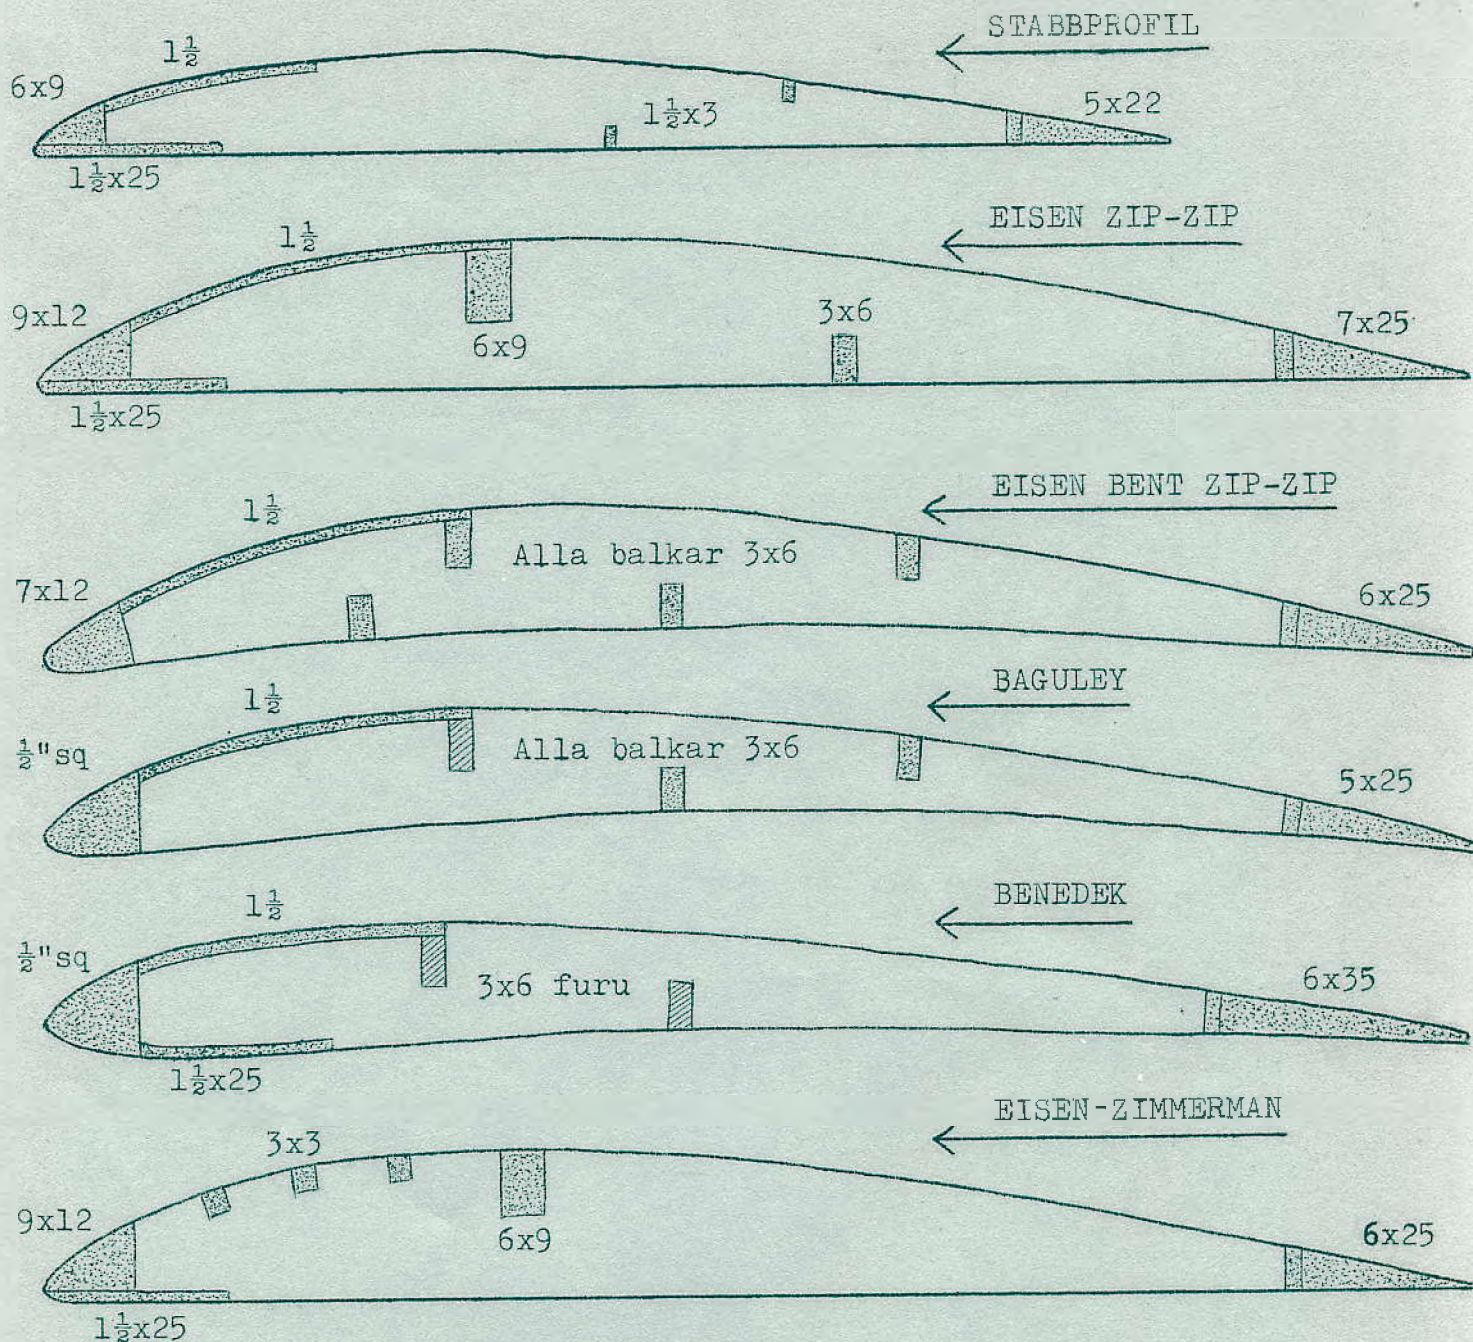 STABBPROFIL
1½
6x9
1½x3
5x22
1½x25
EISEN ZIP-ZIP
1½
9x12
6x9
3x6
7x25
1½x25
EISEN BENT ZIP-ZIP
1½
Alla balkar 3x6
7x12
6x25
BAGULEY
1½
½"sq
Alla balkar 3x6
5x25
BENEDEK
1½
½"sq
3x6 furu
6x35
1½x25
EISEN-ZIMMERMAN
3x3
9x12
6x9
6x25
1½x25